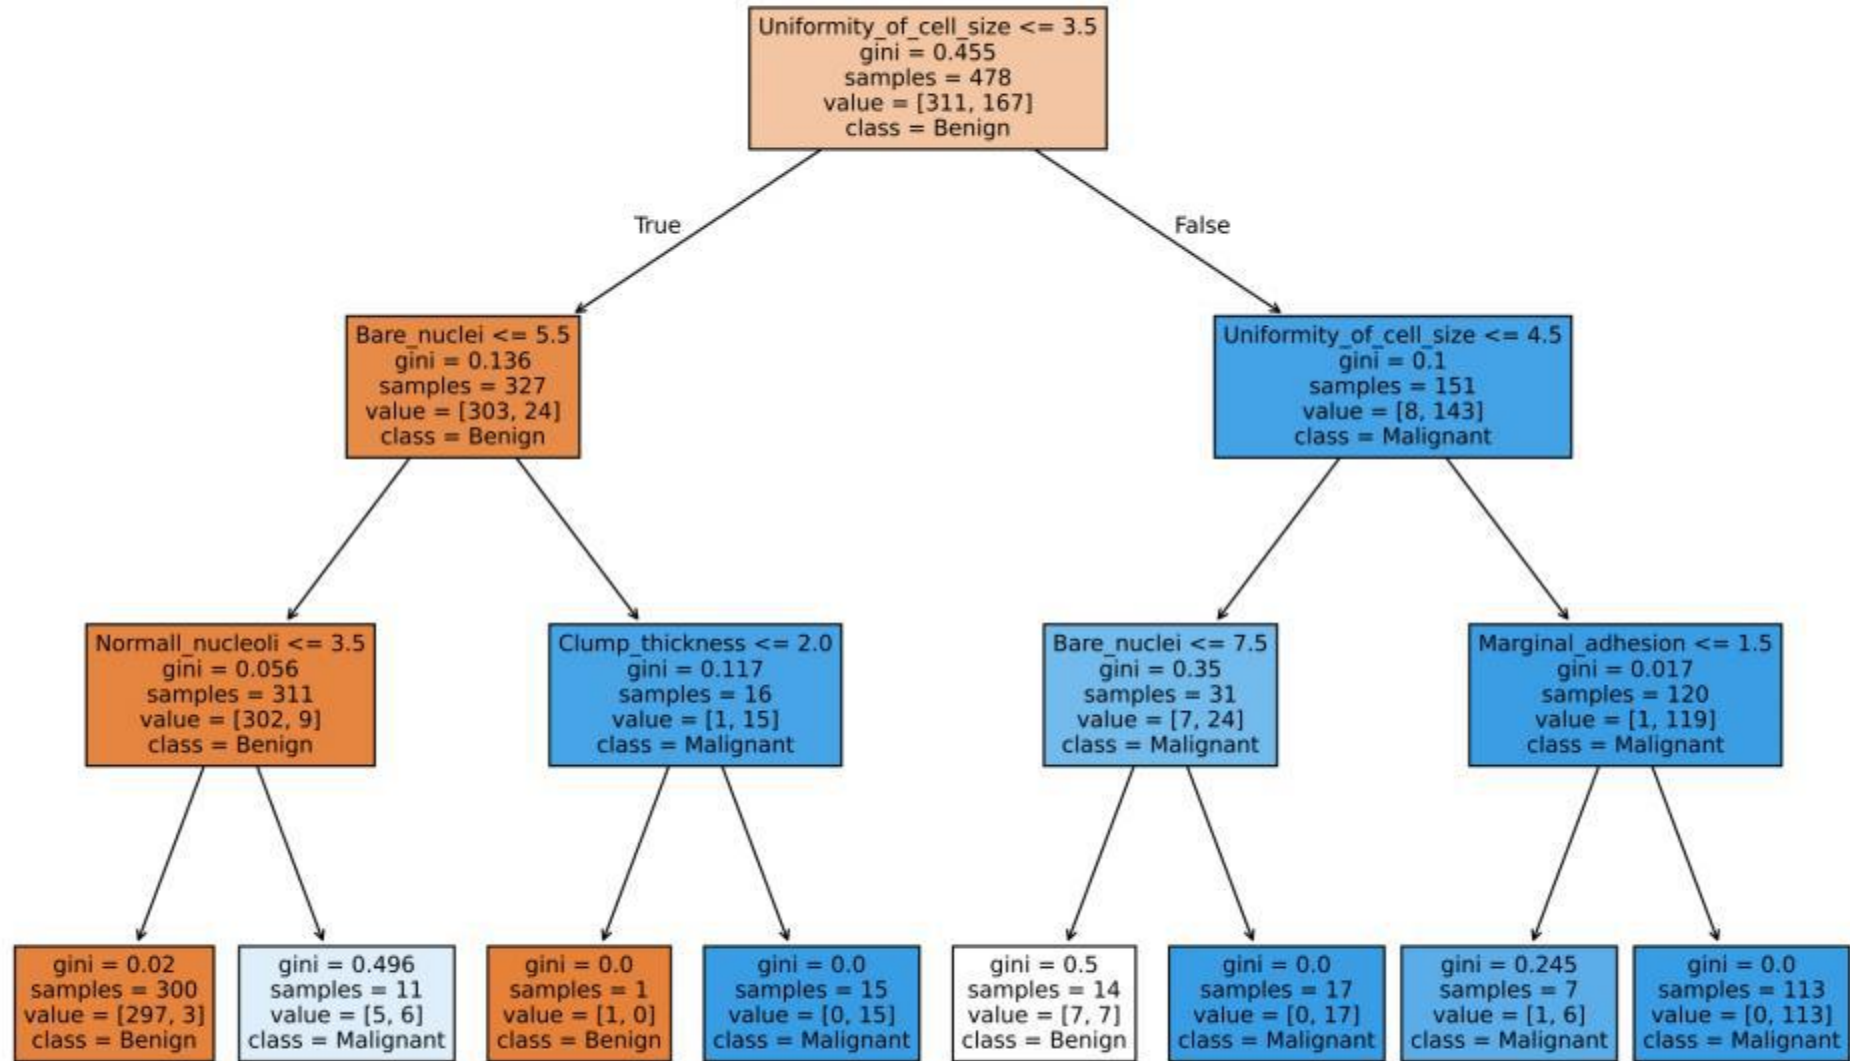 Uniformity_of_cell_size <= 3.5
gini = 0.455
samples = 478
value = [311, 167]
class = Benign
True
False
Bare_nuclei <= 5.5
gini = 0.136
samples = 327
value = [303, 24]
class = Benign
Uniformity_of_cell_size <= 4.5
gini = 0.1
samples = 151
value = [8, 143]
class = Malignant
Normall_nucleoli <= 3.5
gini = 0.056
samples = 311
value = [302, 9]
class = Benign
Clump_thickness <= 2.0
gini = 0.117
samples = 16
value = [1, 15]
class = Malignant
Bare_nuclei <= 7.5
gini = 0.35
samples = 31
value = [7, 24]
class = Malignant
Marginal_adhesion <= 1.5
gini = 0.017
samples = 120
value = [1, 119]
class = Malignant
gini = 0.02
samples = 300
value = [297, 3]
class = Benign
gini = 0.496
samples = 11
value = [5, 6]
class = Malignant
gini = 0.0
samples = 1
value = [1, 0]
class = Benign
gini = 0.0
samples = 15
value = [0, 15]
class = Malignant
gini = 0.5
samples = 14
value = [7, 7]
class = Benign
gini = 0.0
samples = 17
value = [0, 17]
class = Malignant
gini = 0.245
samples = 7
value = [1, 6]
class = Malignant
gini = 0.0
samples = 113
value = [0, 113]
class = Malignant